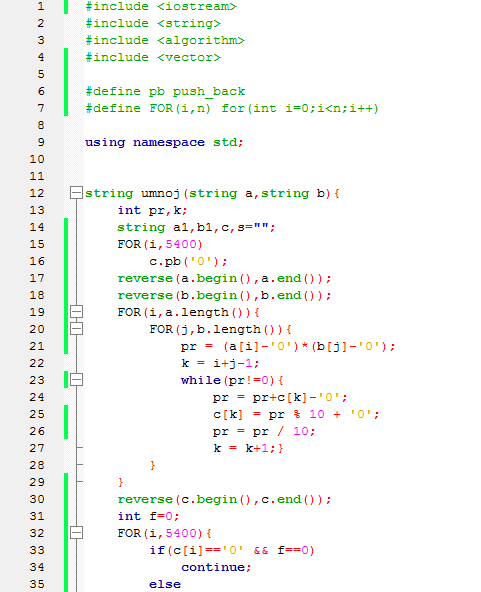 1 #include <iostream>
2 #include <string>
3 #include <algorithm>
4 #include <vector>
5
6 #define pb push_back
7 #define FOR(i,n) for(int i=0;i<n;i++)
8
9 using namespace std;
10
11
12 string umnoj(string a,string b){
13     int pr,k;
14     string a1,b1,c,s="";
15     FOR(i,5400)
16         c.pb('0');
17     reverse(a.begin(),a.end());
18     reverse(b.begin(),b.end());
19     FOR(i,a.length()){
20         FOR(j,b.length()){
21             pr = (a[i]-'0')*(b[j]-'0');
22             k = i+j-1;
23             while(pr!=0){
24                 pr = pr+c[k]-'0';
25                 c[k] = pr % 10 + '0';
26                 pr = pr / 10;
27                 k = k+1;}
28         }
29     }
30     reverse(c.begin(),c.end());
31     int f=0;
32     FOR(i,5400){
33         if(c[i]=='0' && f==0)
34             continue;
35         else